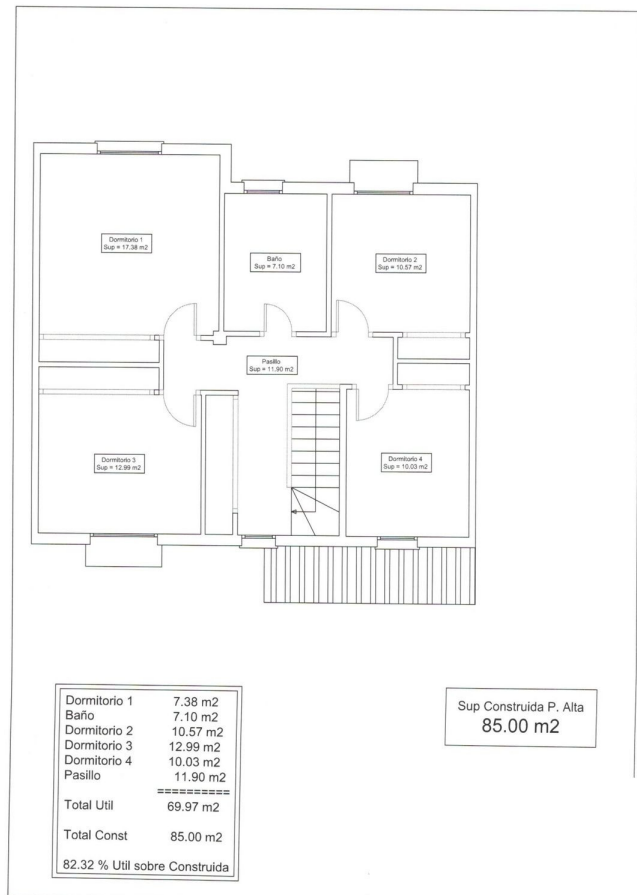 Dormitorio 1
Sup = 17.38 m2
Baño
Sup = 7.10 m2
Dormitorio 2
Sup = 10.57 m2
Pasillo
Sup = 11.90 m2
Dormitorio 3
Sup = 12.99 m2
Dormitorio 4
Sup = 10.03 m2
Dormitorio 1 7.38 m2
Baño 7.10 m2
Dormitorio 2 10.57 m2
Dormitorio 3 12.99 m2
Dormitorio 4 10.03 m2
Pasillo 11.90 m2
==========
Total Util 69.97 m2
Total Const 85.00 m2
82.32 % Util sobre Construida
Sup Construida P. Alta
85.00 m2